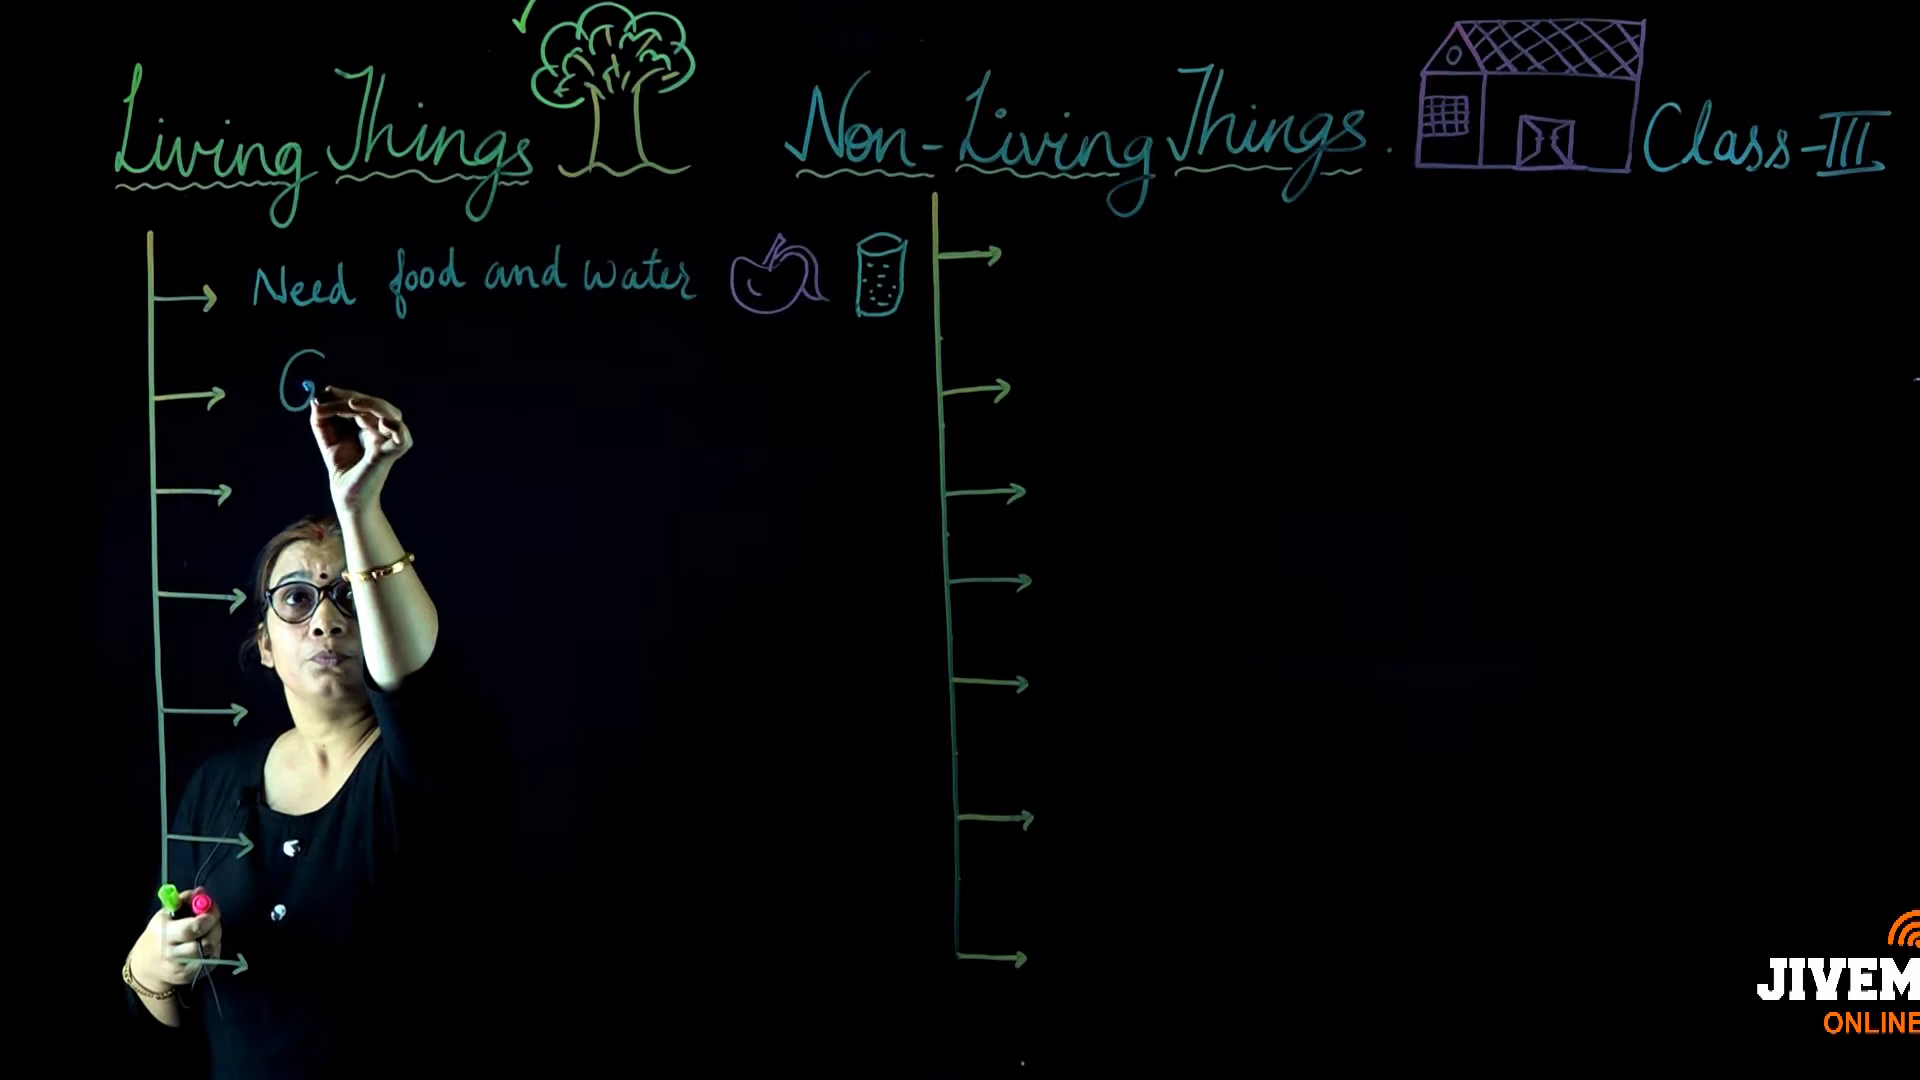 Living Things
Non-Living Things.
Class-III
Need food and water
G
JIVEM
ONLINE